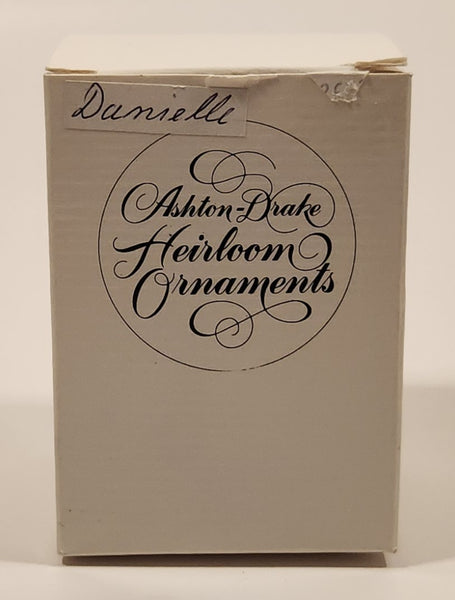 Danielle
Ashton-Drake
Heirloom
Ornaments